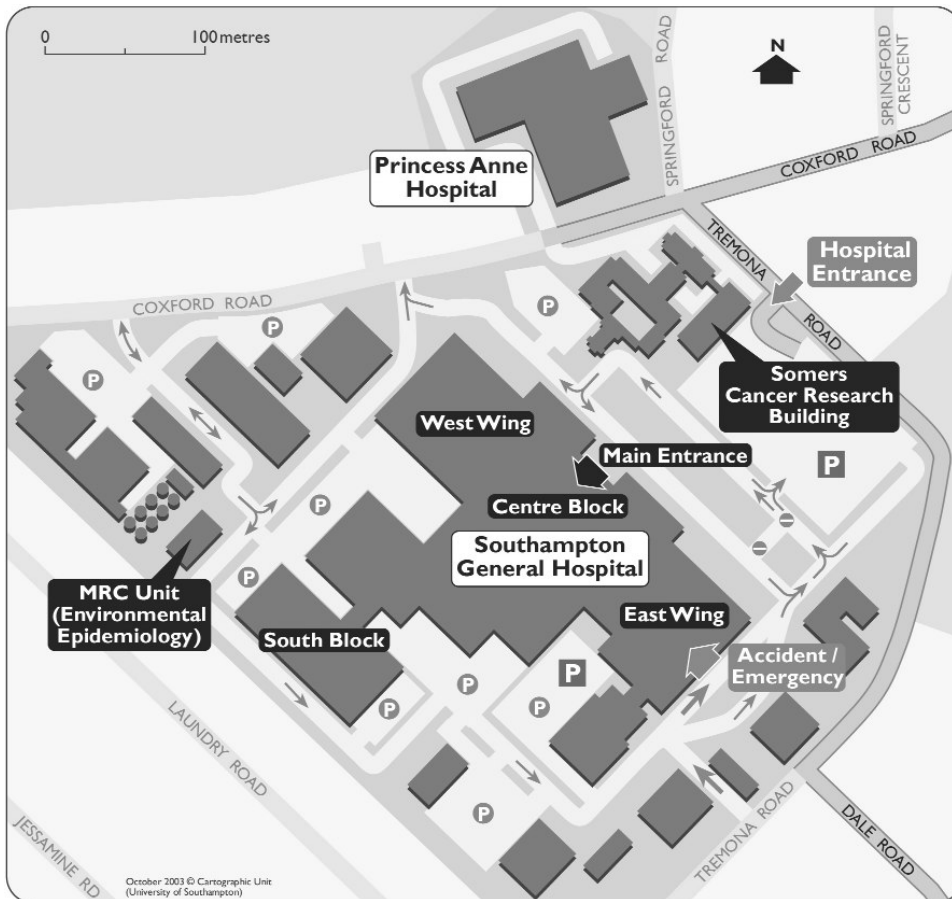 0
100 metres
SPRINGFORD ROAD
N
SPRINGFORD
CRESCENT
COXFORD ROAD
Princess Anne
Hospital
TREMONA ROAD
Hospital
Entrance
COXFORD ROAD
P
P
P
Somers
Cancer Research
Building
West Wing
Main Entrance
P
P
Centre Block
Southampton
General Hospital
MRC Unit
(Environmental
Epidemiology)
P
South Block
East Wing
Accident /
Emergency
P
P
P
P
P
LAUNDRY ROAD
TREMONA ROAD
DALE ROAD
JESSAMINE RD
October 2003 © Cartographic Unit
(University of Southampton)